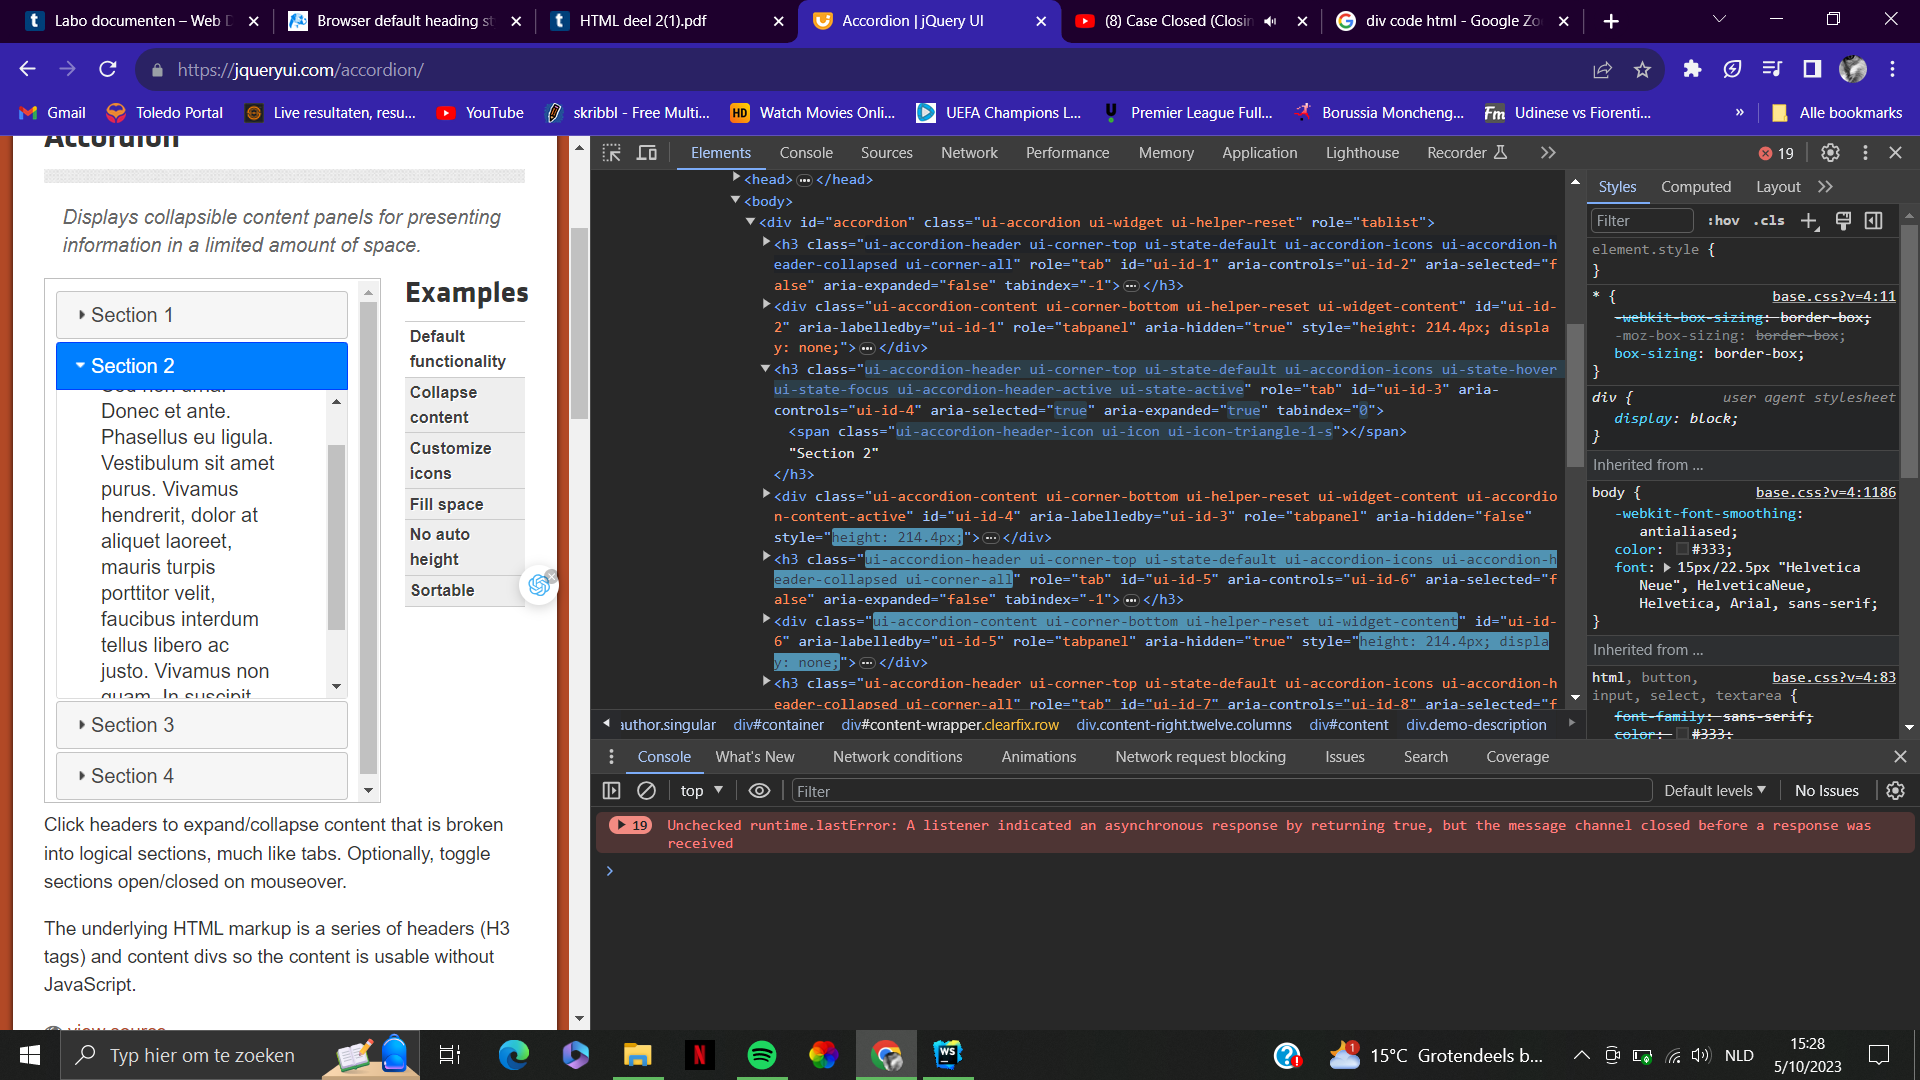 Labo documenten – Web D
Browser default heading st
HTML deel 2(1).pdf
Accordion | jQuery UI
(8) Case Closed (Closin
div code html - Google Zo
https://jqueryui.com/accordion/
Gmail
Toledo Portal
Live resultaten, resu...
YouTube
skribbl - Free Multi...
Watch Movies Onli...
UEFA Champions L...
Premier League Full...
Borussia Moncheng...
Udinese vs Fiorenti...
»
Alle bookmarks
Accordion
Displays collapsible content panels for presenting
information in a limited amount of space.
Section 1
Section 2
Sed non urna.
Donec et ante.
Phasellus eu ligula.
Vestibulum sit amet
purus. Vivamus
hendrerit, dolor at
aliquet laoreet,
mauris turpis
porttitor velit,
faucibus interdum
tellus libero ac
justo. Vivamus non
quam. In suscipit
Section 3
Section 4
Examples
Default
functionality
Collapse
content
Customize
icons
Fill space
No auto
height
Sortable
Click headers to expand/collapse content that is broken
into logical sections, much like tabs. Optionally, toggle
sections open/closed on mouseover.
The underlying HTML markup is a series of headers (H3
tags) and content divs so the content is usable without
JavaScript.
view source
Elements
Console
Sources
Network
Performance
Memory
Application
Lighthouse
Recorder
19
<head> ... </head>
<body>
<div id="accordion" class="ui-accordion ui-widget ui-helper-reset" role="tablist">
<h3 class="ui-accordion-header ui-corner-top ui-state-default ui-accordion-icons ui-accordion-h
eader-collapsed ui-corner-all" role="tab" id="ui-id-1" aria-controls="ui-id-2" aria-selected="f
alse" aria-expanded="false" tabindex="-1"> ... </h3>
<div class="ui-accordion-content ui-corner-bottom ui-helper-reset ui-widget-content" id="ui-id-
2" aria-labelledby="ui-id-1" role="tabpanel" aria-hidden="true" style="height: 214.4px; displa
y: none;"> ... </div>
<h3 class="ui-accordion-header ui-corner-top ui-state-default ui-accordion-icons ui-state-hover
ui-state-focus ui-accordion-header-active ui-state-active" role="tab" id="ui-id-3" aria-
controls="ui-id-4" aria-selected="true" aria-expanded="true" tabindex="0">
<span class="ui-accordion-header-icon ui-icon ui-icon-triangle-1-s"></span>
"Section 2"
</h3>
<div class="ui-accordion-content ui-corner-bottom ui-helper-reset ui-widget-content ui-accordio
n-content-active" id="ui-id-4" aria-labelledby="ui-id-3" role="tabpanel" aria-hidden="false"
style="height: 214.4px;"> ... </div>
<h3 class="ui-accordion-header ui-corner-top ui-state-default ui-accordion-icons ui-accordion-h
eader-collapsed ui-corner-all" role="tab" id="ui-id-5" aria-controls="ui-id-6" aria-selected="f
alse" aria-expanded="false" tabindex="-1"> ... </h3>
<div class="ui-accordion-content ui-corner-bottom ui-helper-reset ui-widget-content" id="ui-id-
6" aria-labelledby="ui-id-5" role="tabpanel" aria-hidden="true" style="height: 214.4px; displa
y: none;"> ... </div>
<h3 class="ui-accordion-header ui-corner-top ui-state-default ui-accordion-icons ui-accordion-h
eader-collapsed ui-corner-all" role="tab" id="ui-id-7" aria-controls="ui-id-8" aria-selected="f
author.singular
div#container
div#content-wrapper.clearfix.row
div.content-right.twelve.columns
div#content
div.demo-description
Styles
Computed
Layout
Filter
:hov
.cls
element.style {
}
* {
base.css?v=4:11
-webkit-box-sizing: border-box;
-moz-box-sizing: border-box;
box-sizing: border-box;
}
div {
user agent stylesheet
display: block;
}
Inherited from ...
body {
base.css?v=4:1186
-webkit-font-smoothing:
antialiased;
color: #333;
font: 15px/22.5px "Helvetica
Neue", HelveticaNeue,
Helvetica, Arial, sans-serif;
}
Inherited from ...
html, button,
base.css?v=4:83
input, select, textarea {
font-family: sans-serif;
color: #333;
Console
What's New
Network conditions
Animations
Network request blocking
Issues
Search
Coverage
top
Filter
Default levels
No Issues
19
Unchecked runtime.lastError: A listener indicated an asynchronous response by returning true, but the message channel closed before a response was
received
Typ hier om te zoeken
N
WS
1
15°C Grotendeels b...
NLD
15:28
5/10/2023